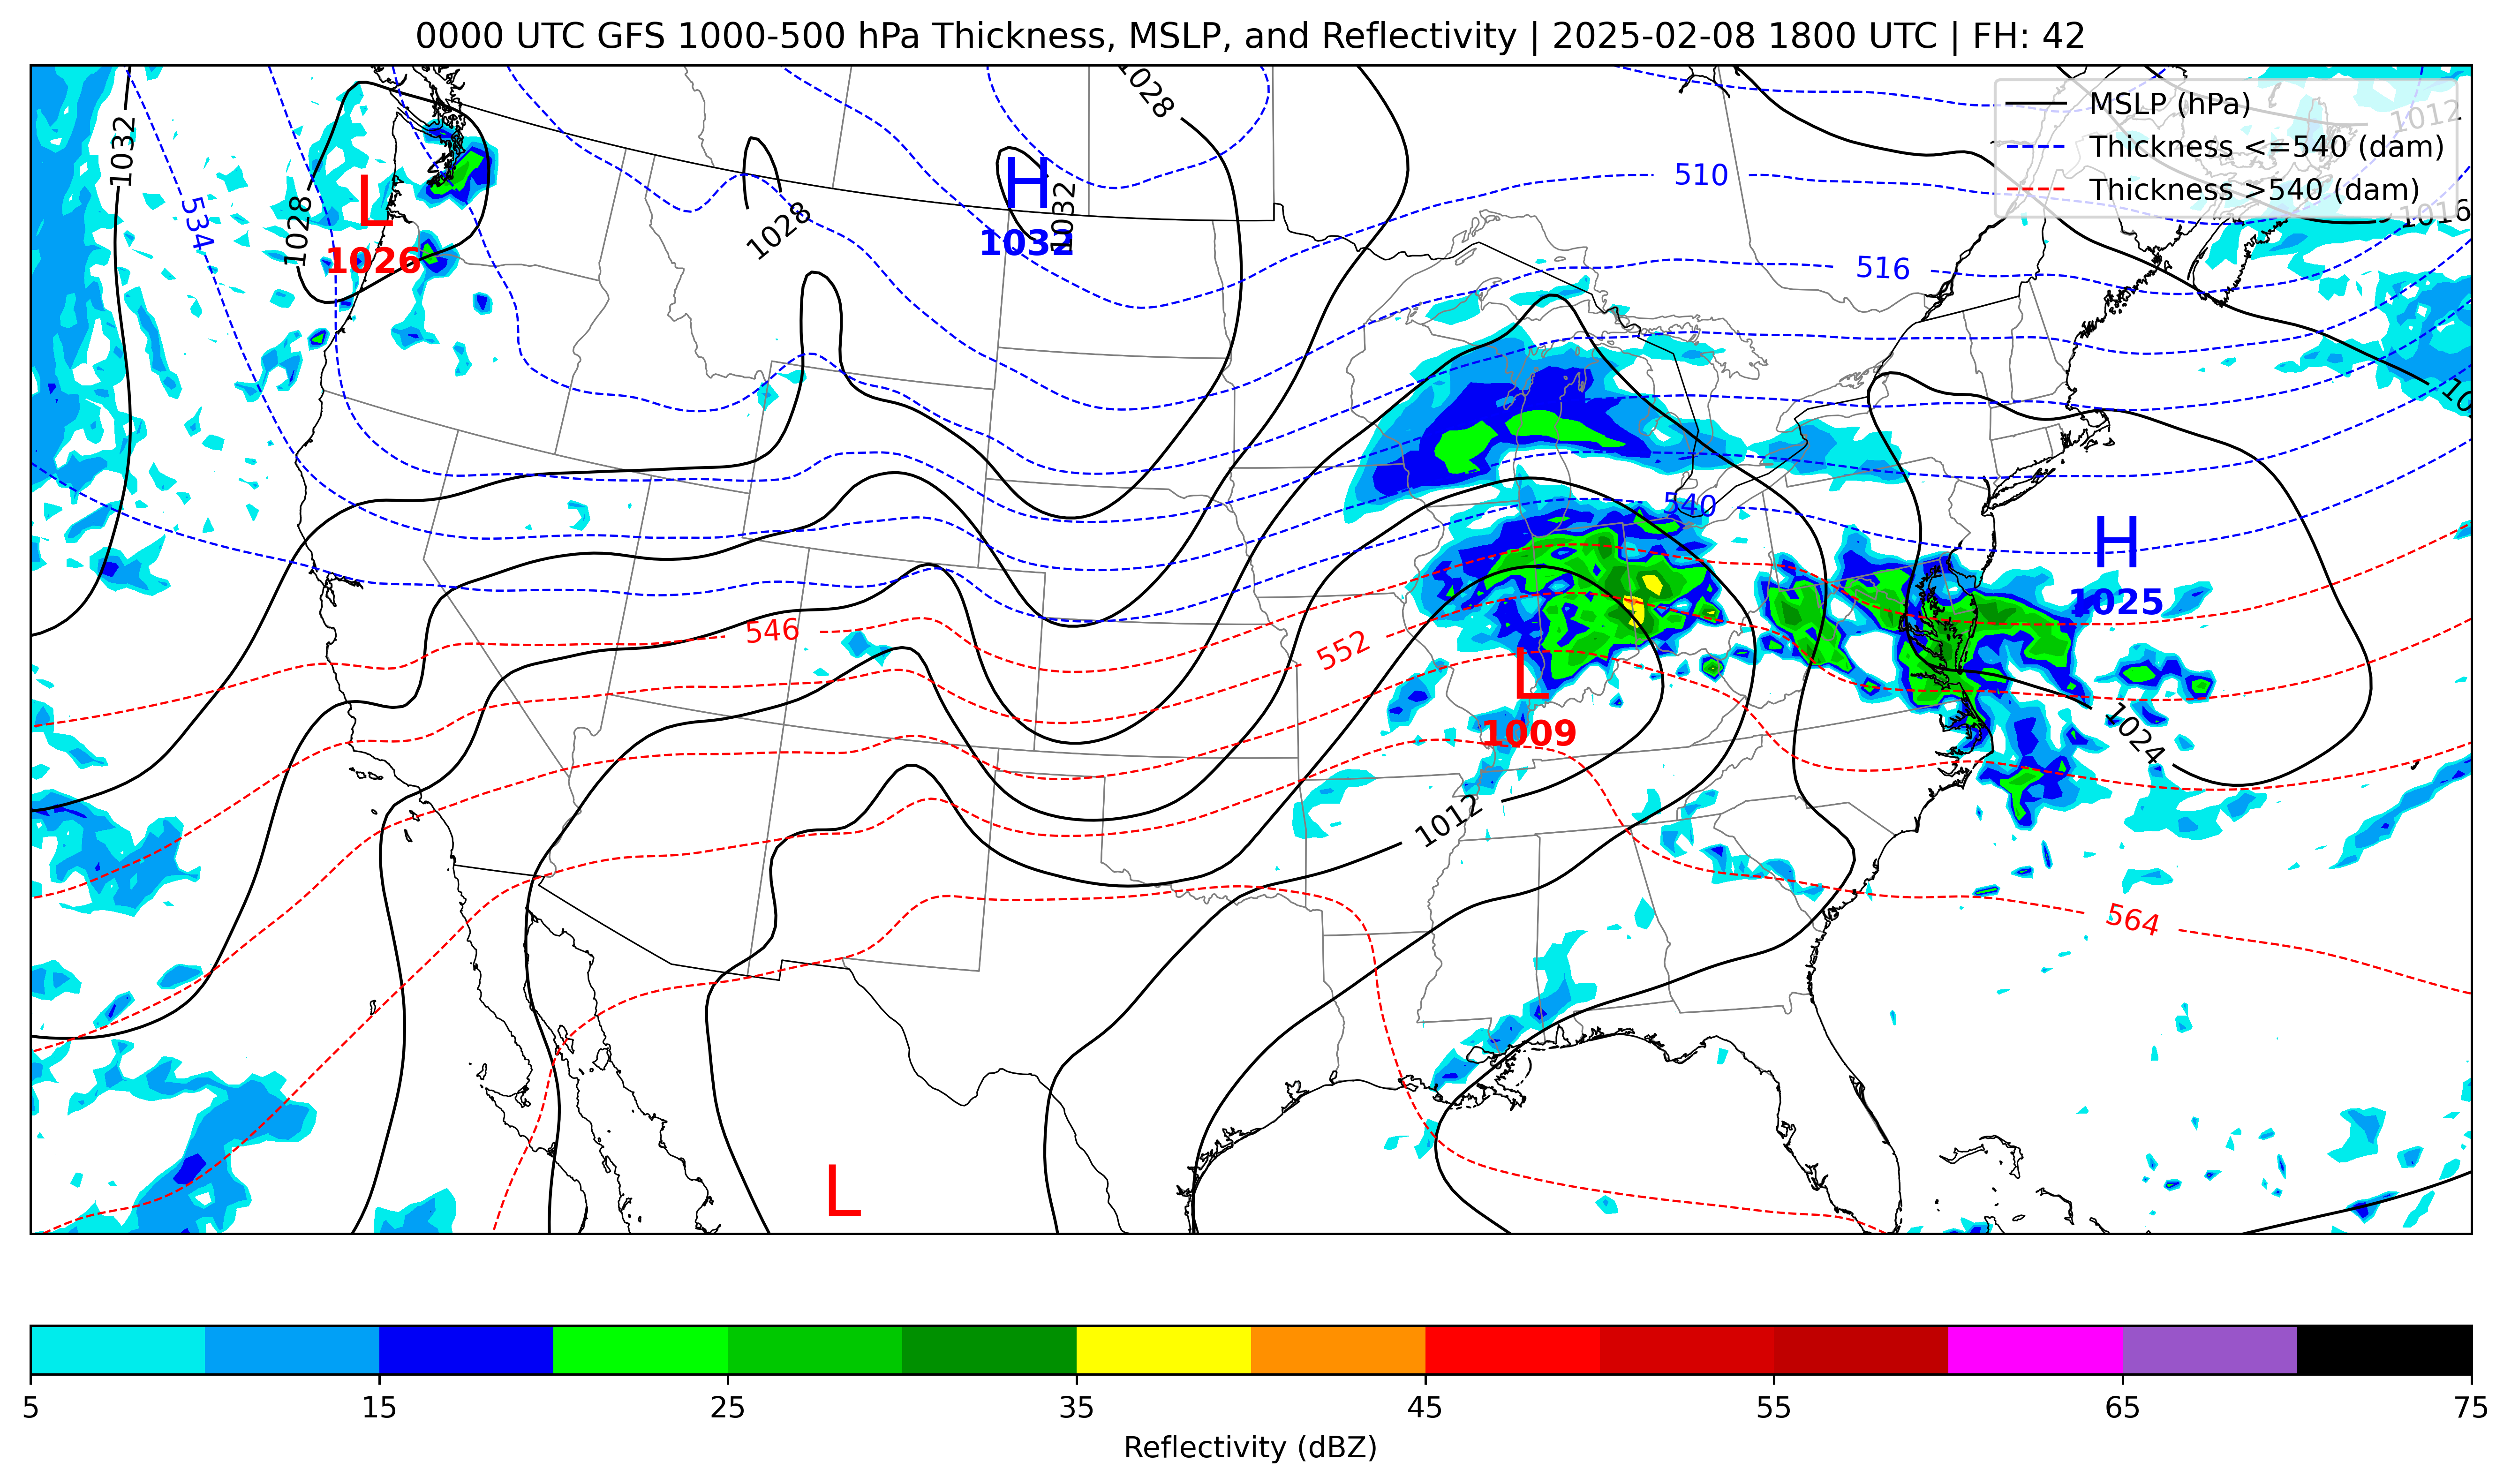 0000 UTC GFS 1000-500 hPa Thickness, MSLP, and Reflectivity | 2025-02-08 1800 UTC | FH: 42
MSLP (hPa)
Thickness <=540 (dam)
Thickness >540 (dam)
1028
1012
1032
510
L
H
1028
534
1028
1032
1016
1026
1032
516
10
540
H
1025
546
552
L
1009
1024
1012
564
L
5 15 25 35 45 55 65 75
Reflectivity (dBZ)